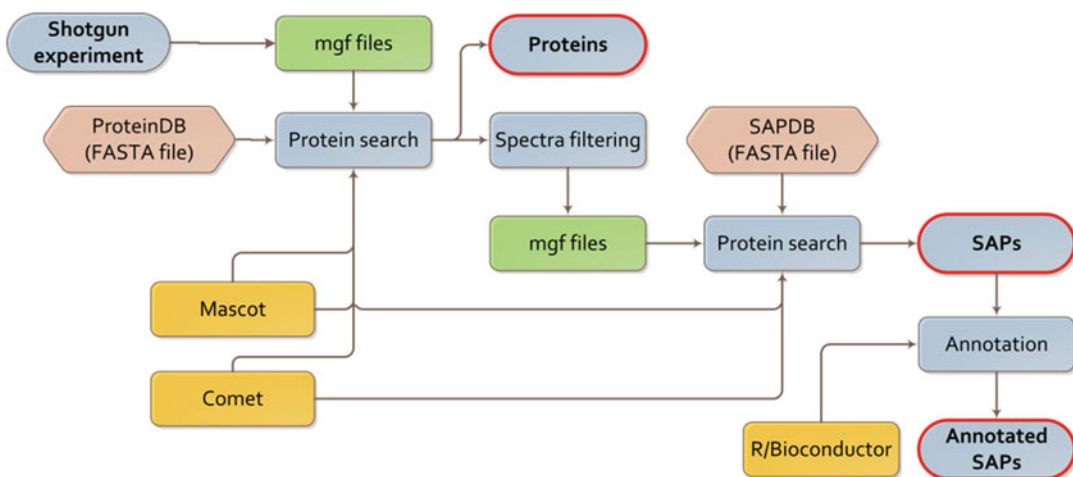 Shotgun
experiment
mgf files
Proteins
ProteinDB
(FASTA file)
Protein search
Spectra filtering
SAPDB
(FASTA file)
mgf files
Protein search
SAPs
Mascot
Annotation
Comet
R/Bioconductor
Annotated
SAPs